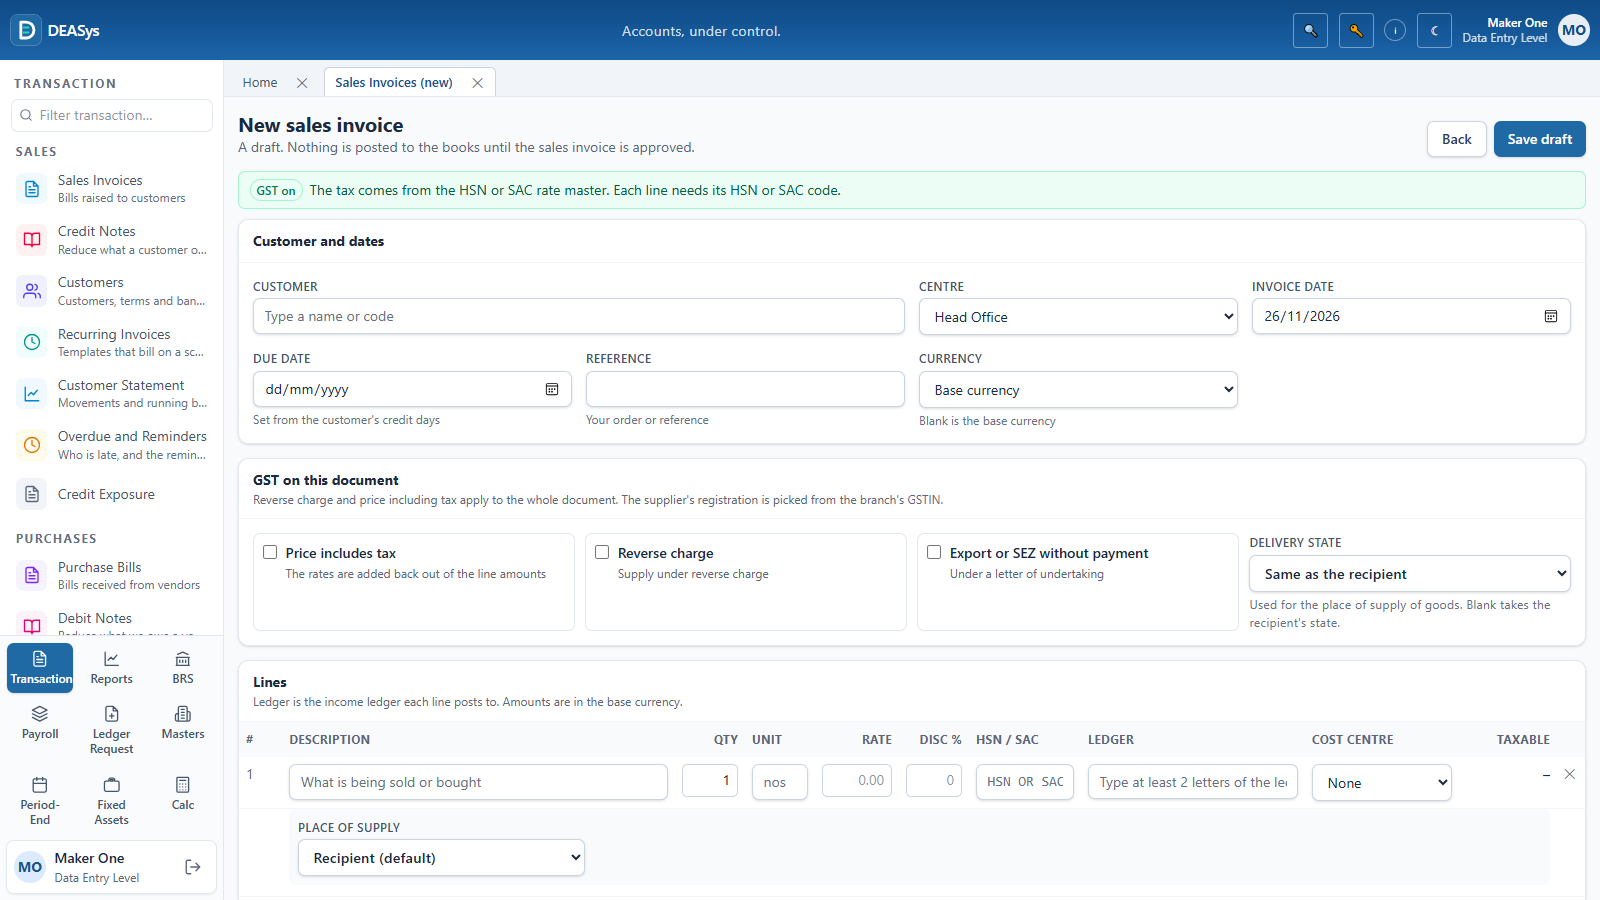 DEASys
Accounts, under control.
Maker One
Data Entry Level
MO
TRANSACTION
Filter transaction...
SALES
Sales Invoices
Bills raised to customers
Credit Notes
Reduce what a customer o...
Customers
Customers, terms and ban...
Recurring Invoices
Templates that bill on a sc...
Customer Statement
Movements and running b...
Overdue and Reminders
Who is late, and the remin...
Credit Exposure
PURCHASES
Purchase Bills
Bills received from vendors
Debit Notes
Transaction
Reports
BRS
Payroll
Ledger Request
Masters
Period-End
Fixed Assets
Calc
MO
Maker One
Data Entry Level
Home
Sales Invoices (new)
New sales invoice
A draft. Nothing is posted to the books until the sales invoice is approved.
Back
Save draft
GST on The tax comes from the HSN or SAC rate master. Each line needs its HSN or SAC code.
Customer and dates
CUSTOMER
Type a name or code
CENTRE
Head Office
INVOICE DATE
26/11/2026
DUE DATE
dd/mm/yyyy
Set from the customer's credit days
REFERENCE
Your order or reference
CURRENCY
Base currency
Blank is the base currency
GST on this document
Reverse charge and price including tax apply to the whole document. The supplier's registration is picked from the branch's GSTIN.
Price includes tax
The rates are added back out of the line amounts
Reverse charge
Supply under reverse charge
Export or SEZ without payment
Under a letter of undertaking
DELIVERY STATE
Same as the recipient
Used for the place of supply of goods. Blank takes the
recipient's state.
Lines
Ledger is the income ledger each line posts to. Amounts are in the base currency.
# DESCRIPTION QTY UNIT RATE DISC % HSN / SAC LEDGER COST CENTRE TAXABLE
1 What is being sold or bought 1 nos 0.00 0 HSN OR SAC Type at least 2 letters of the le None –
PLACE OF SUPPLY
Recipient (default)